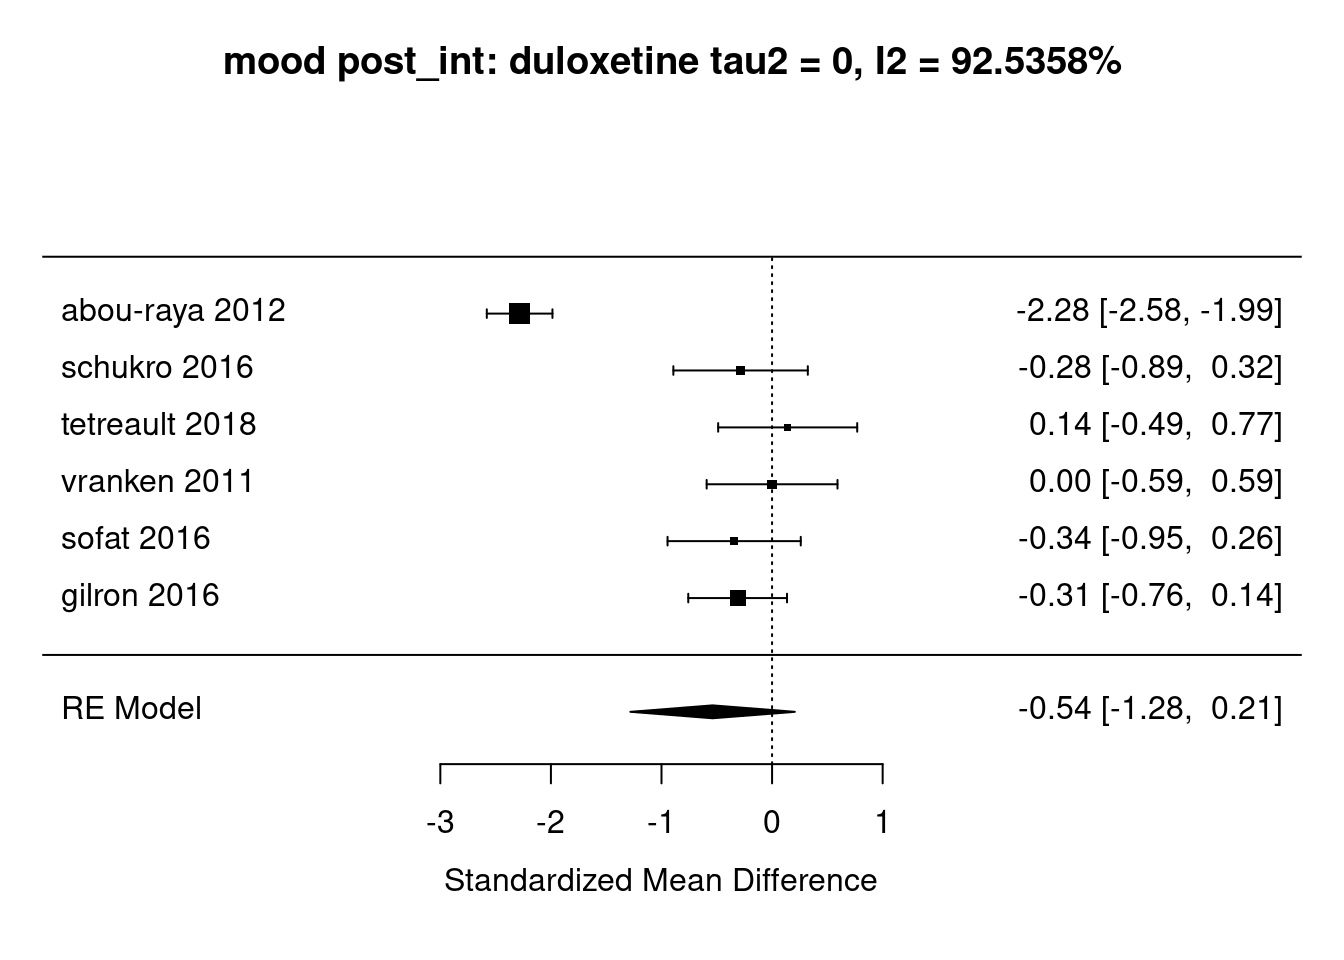 mood post_int: duloxetine tau2 = 0, I2 = 92.5358%
abou-raya 2012 -2.28 [-2.58, -1.99]
schukro 2016 -0.28 [-0.89, 0.32]
tetreault 2018 0.14 [-0.49, 0.77]
vranken 2011 0.00 [-0.59, 0.59]
sofat 2016 -0.34 [-0.95, 0.26]
gilron 2016 -0.31 [-0.76, 0.14]
RE Model -0.54 [-1.28, 0.21]
-3 -2 -1 0 1
Standardized Mean Difference